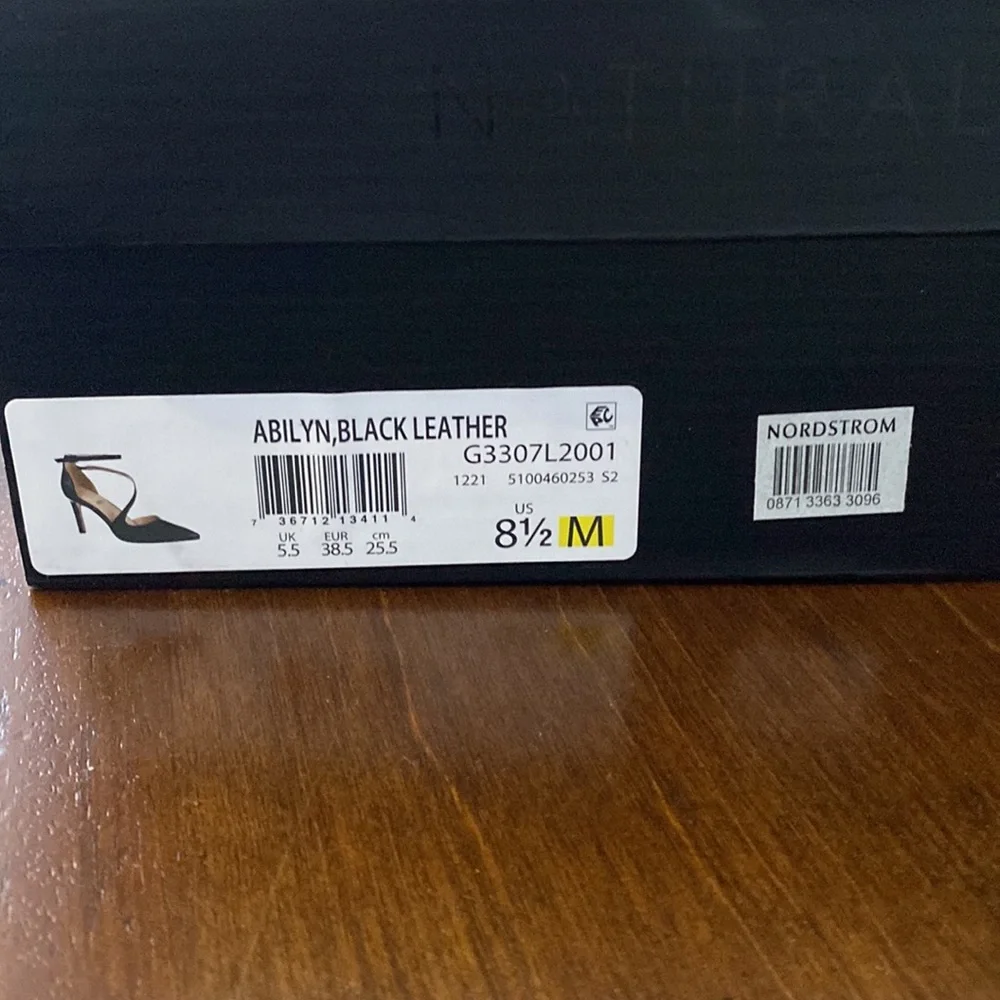 ABILYN,BLACK LEATHER
G3307L2001
1221 5100460253 S2
7 36712 13411 4
UK EUR cm
5.5 38.5 25.5
US
8½ M
NORDSTROM
0871 3363 3096